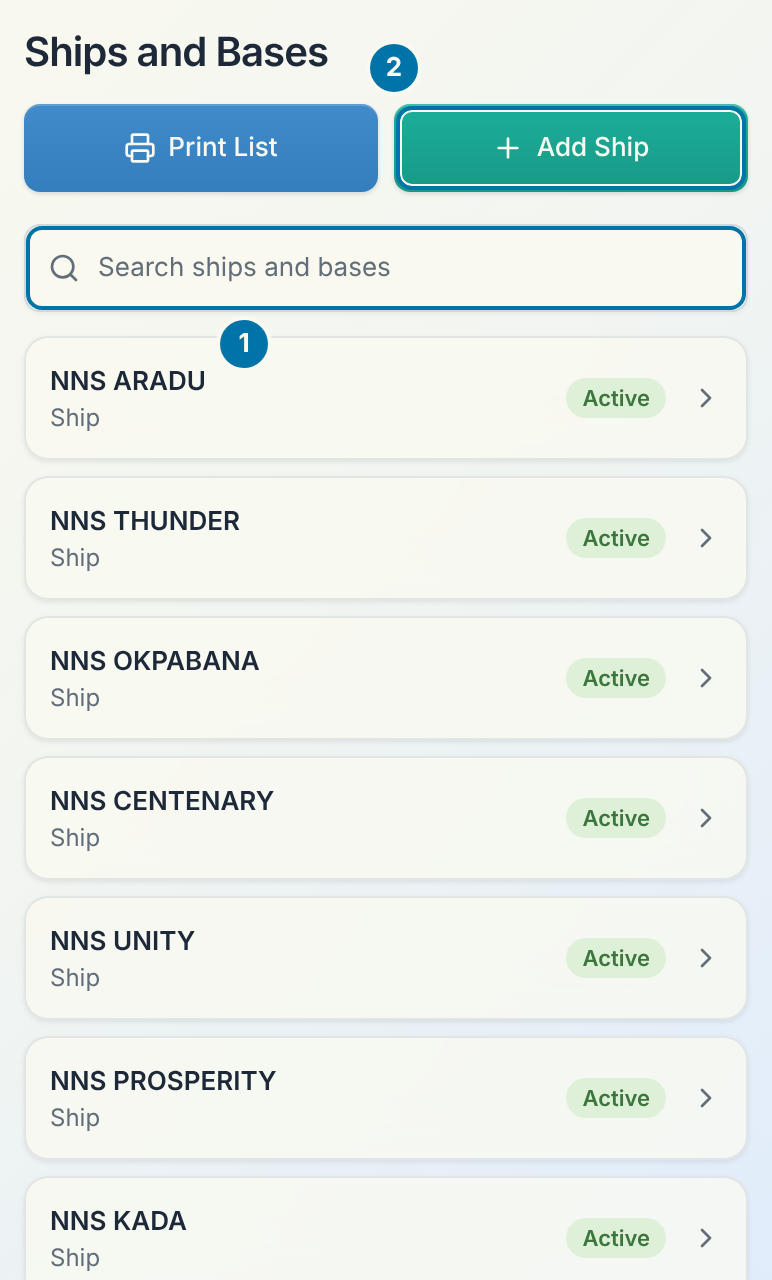 Ships and Bases
2
Print List
Add Ship
Search ships and bases
1
NNS ARADU
Ship
Active
NNS THUNDER
Ship
Active
NNS OKPABANA
Ship
Active
NNS CENTENARY
Ship
Active
NNS UNITY
Ship
Active
NNS PROSPERITY
Ship
Active
NNS KADA
Ship
Active